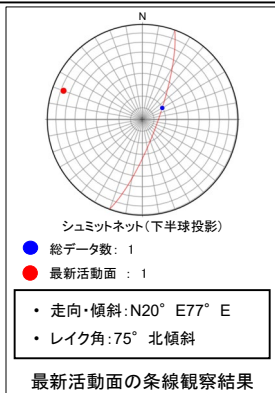 N
シュミットネット(下半球投影)
総データ数: 1
最新活動面 : 1
・ 走向・傾斜:N20°E77°E
・ レイク角:75°北傾斜
最新活動面の条線観察結果